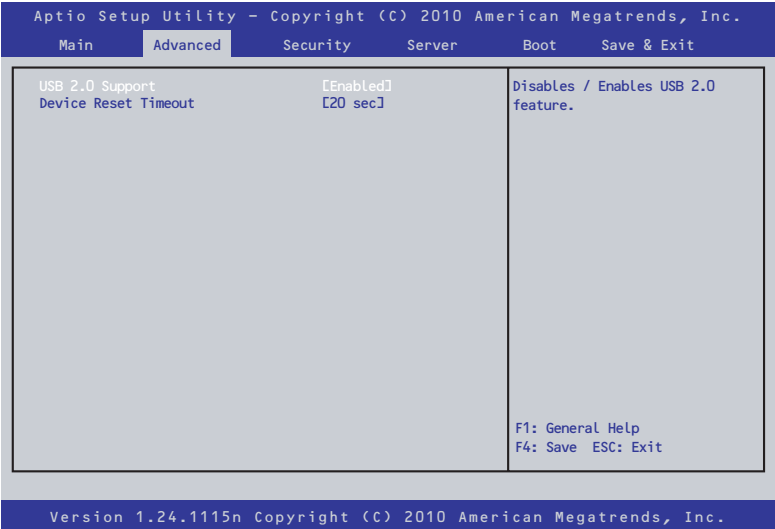 Aptio Setup Utility – Copyright (C) 2010 American Megatrends, Inc.
Main Advanced Security Server Boot Save & Exit
USB 2.0 Support [Enabled]
Device Reset Timeout [20 sec]
Disables / Enables USB 2.0
feature.
F1: General Help
F4: Save ESC: Exit
Version 1.24.1115n Copyright (C) 2010 American Megatrends, Inc.